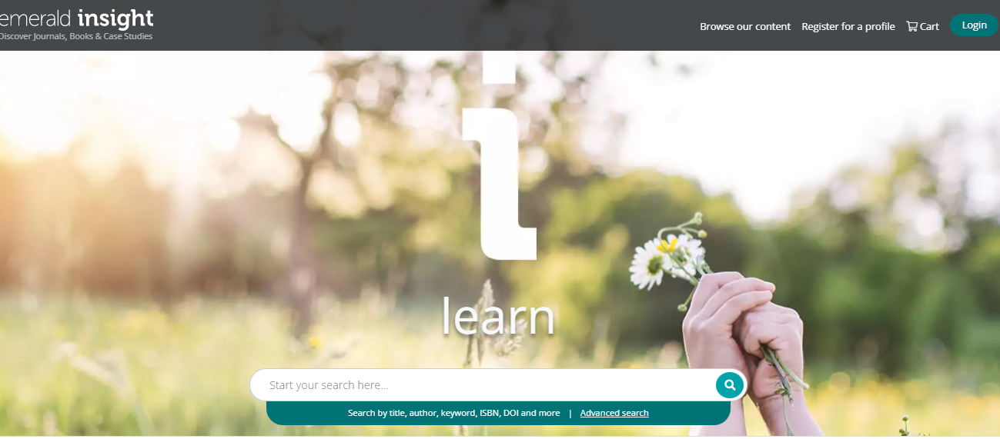 emerald insight
Discover Journals, Books & Case Studies
Browse our content Register for a profile Cart Login
i
learn
Start your search here...
Search by title, author, keyword, ISBN, DOI and more | Advanced search